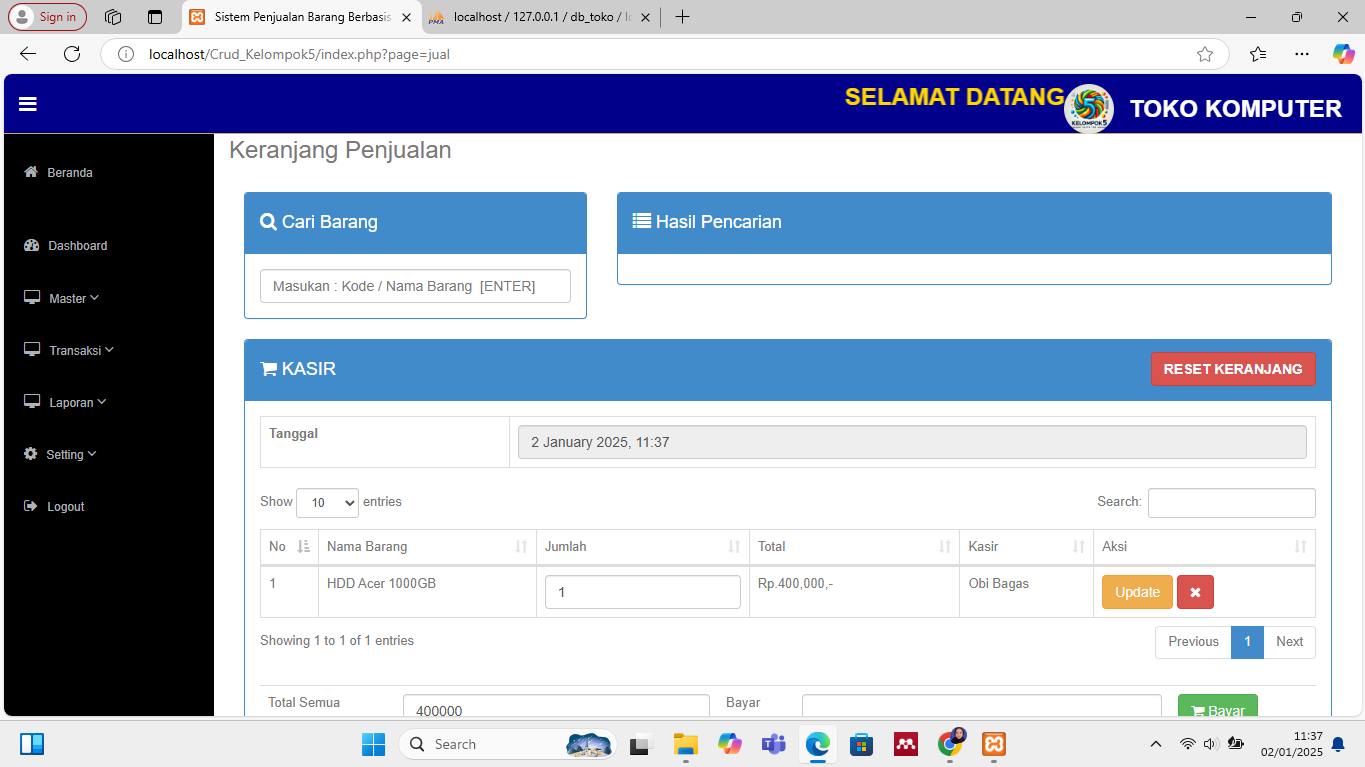 Sign in
Sistem Penjualan Barang Berbasis
localhost / 127.0.0.1 / db_toko / l
localhost/Crud_Kelompok5/index.php?page=jual
SELAMAT DATANG
KELOMPOK 5
TOKO KOMPUTER
Beranda
Dashboard
Master
Transaksi
Laporan
Setting
Logout
Keranjang Penjualan
Cari Barang
Masukan : Kode / Nama Barang [ENTER]
Hasil Pencarian
KASIR
RESET KERANJANG
Tanggal
2 January 2025, 11:37
Show 10 entries
Search:
No Nama Barang Jumlah Total Kasir Aksi
1 HDD Acer 1000GB 1 Rp.400,000,- Obi Bagas Update
Showing 1 to 1 of 1 entries
Previous 1 Next
Total Semua 400000 Bayar Bayar
Search
11:37
02/01/2025